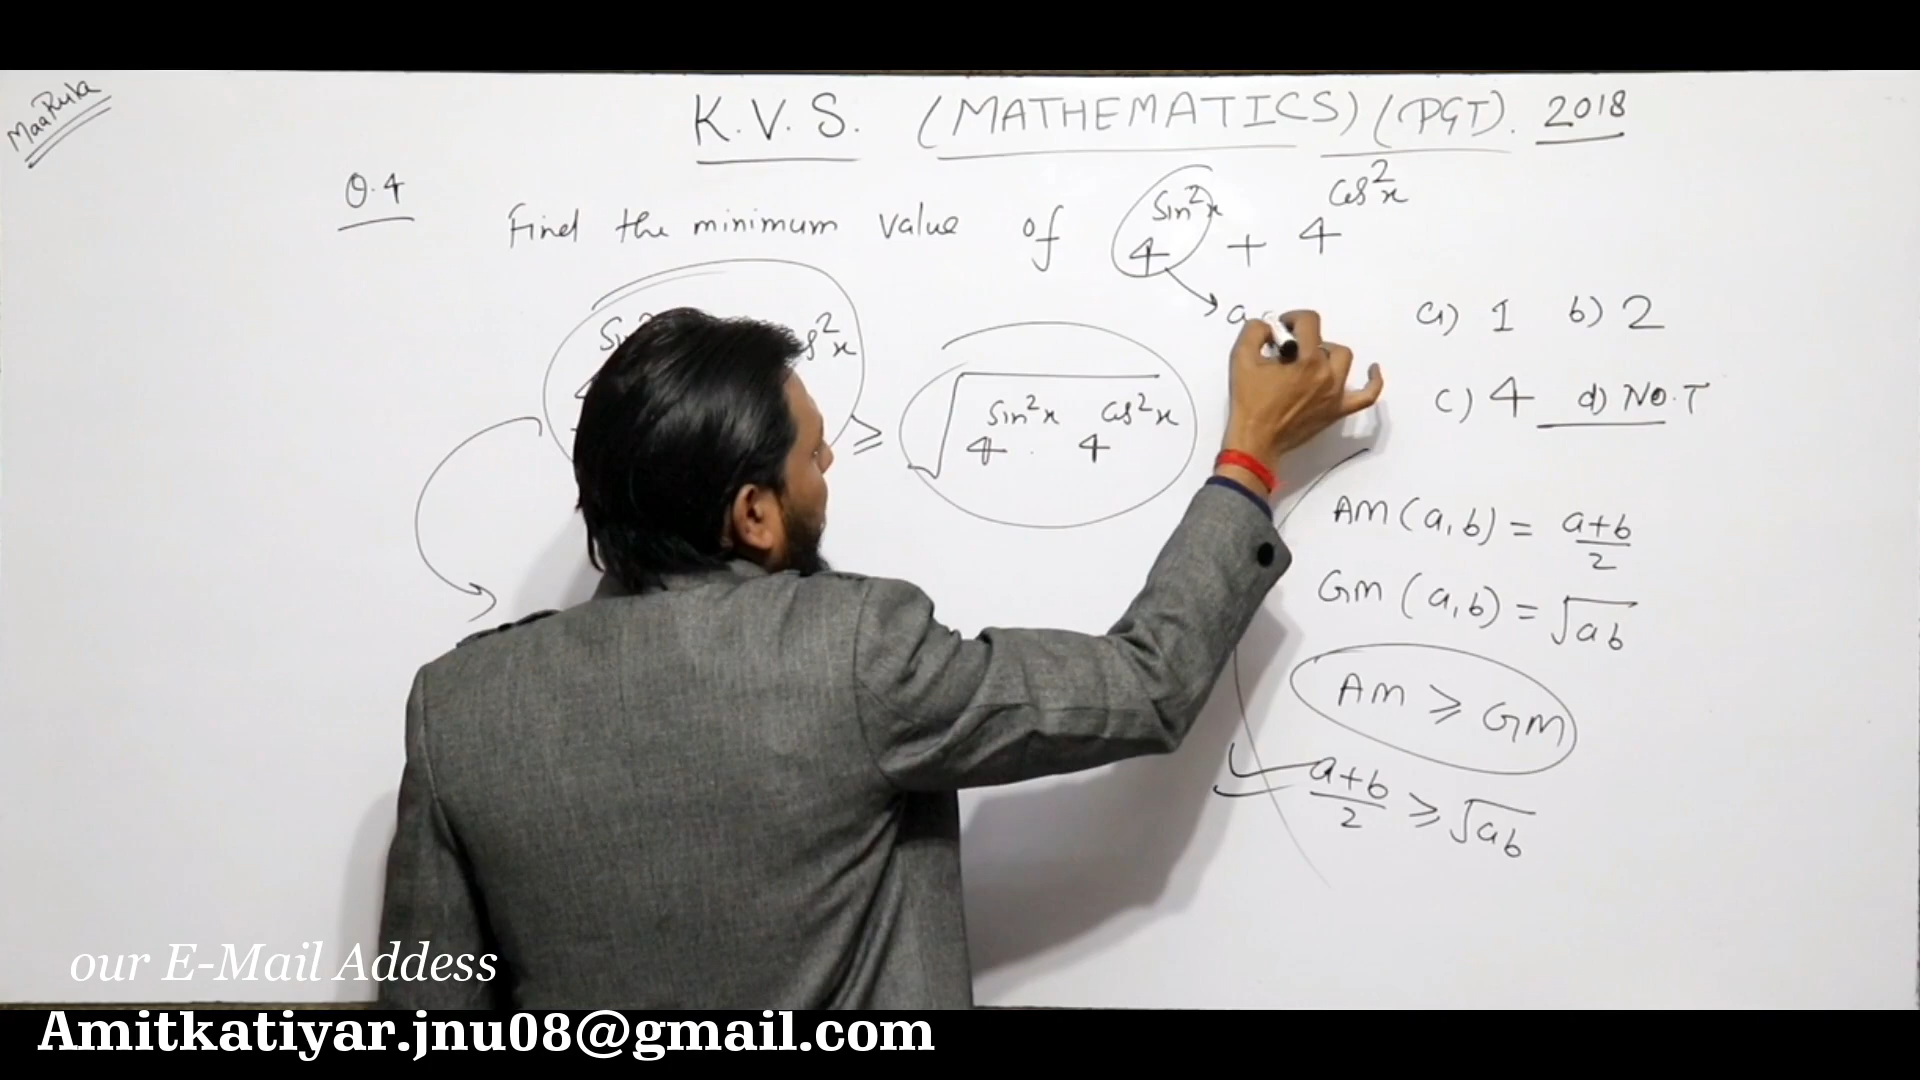 MaaRula
K.V.S. (MATHEMATICS) (PGT). 2018
Q.4 Find the minimum value of 4^sin²x + 4^cos²x
a) 1 b) 2
c) 4 d) NO.T
≥ √4^sin²x . 4^cos²x
AM (a,b) = a+b/2
GM (a,b) = √ab
AM ≥ GM
a+b/2 ≥ √ab
our E-Mail Addess
Amitkatiyar.jnu08@gmail.com